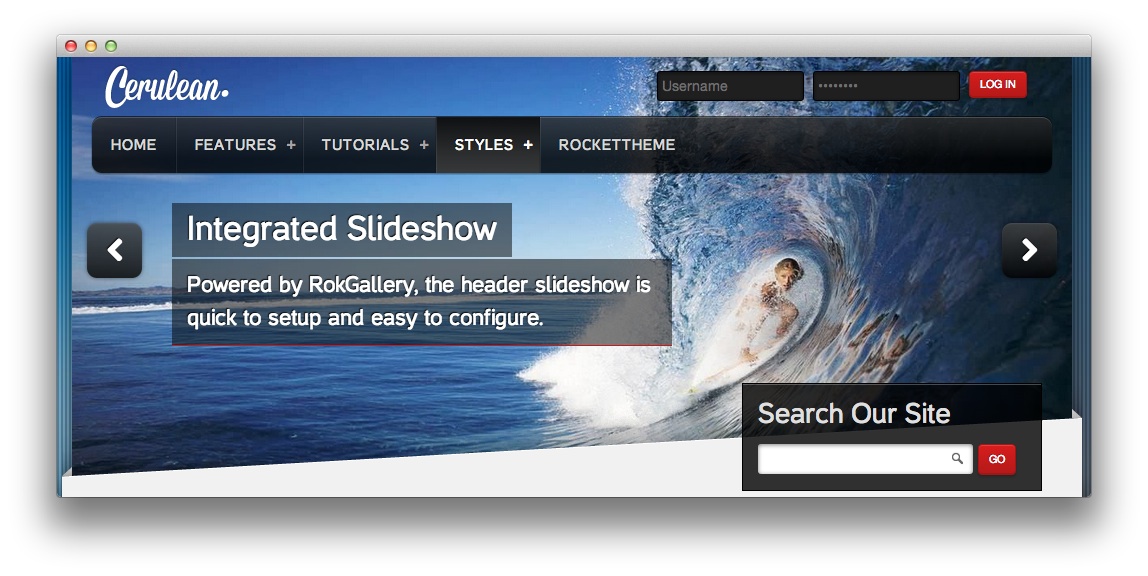 Cerulean.
Username
••••••••
LOG IN
HOME
FEATURES +
TUTORIALS +
STYLES +
ROCKETTHEME
Integrated Slideshow
Powered by RokGallery, the header slideshow is
quick to setup and easy to configure.
Search Our Site
GO